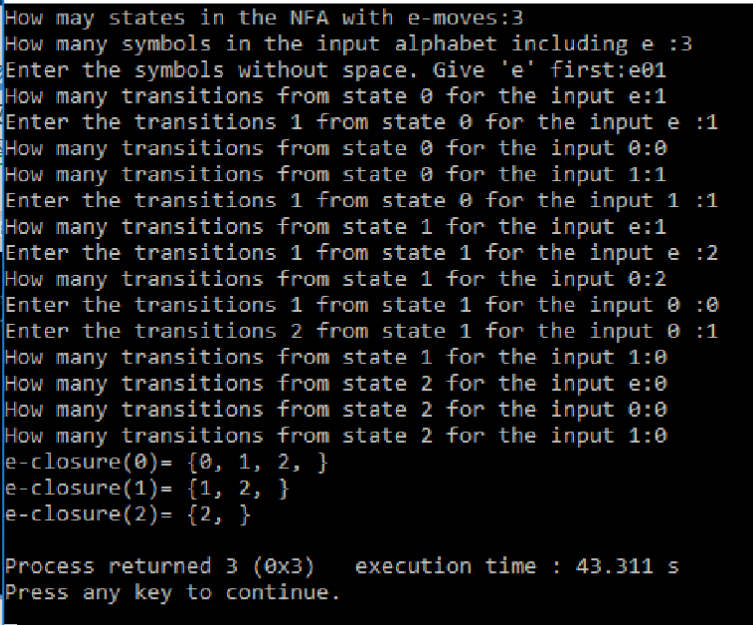 How may states in the NFA with e-moves:3
How many symbols in the input alphabet including e :3
Enter the symbols without space. Give 'e' first:e01
How many transitions from state 0 for the input e:1
Enter the transitions 1 from state 0 for the input e :1
How many transitions from state 0 for the input 0:0
How many transitions from state 0 for the input 1:1
Enter the transitions 1 from state 0 for the input 1 :1
How many transitions from state 1 for the input e:1
Enter the transitions 1 from state 1 for the input e :2
How many transitions from state 1 for the input 0:2
Enter the transitions 1 from state 1 for the input 0 :0
Enter the transitions 2 from state 1 for the input 0 :1
How many transitions from state 1 for the input 1:0
How many transitions from state 2 for the input e:0
How many transitions from state 2 for the input 0:0
How many transitions from state 2 for the input 1:0
e-closure(0)= {0, 1, 2, }
e-closure(1)= {1, 2, }
e-closure(2)= {2, }
Process returned 3 (0x3)   execution time : 43.311 s
Press any key to continue.